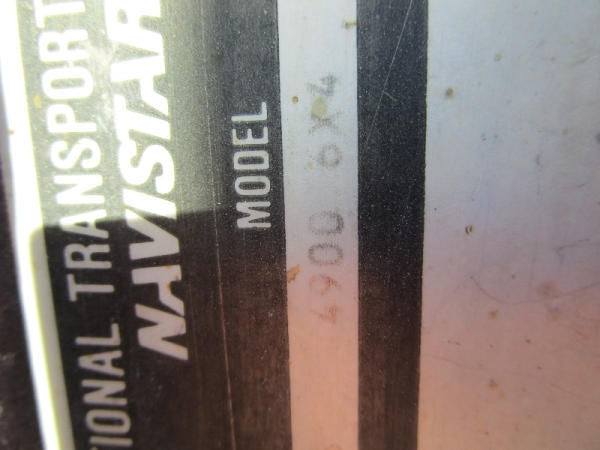 TIONAL TRANSPORT
NAVISTAR
MODEL
4900 6X4